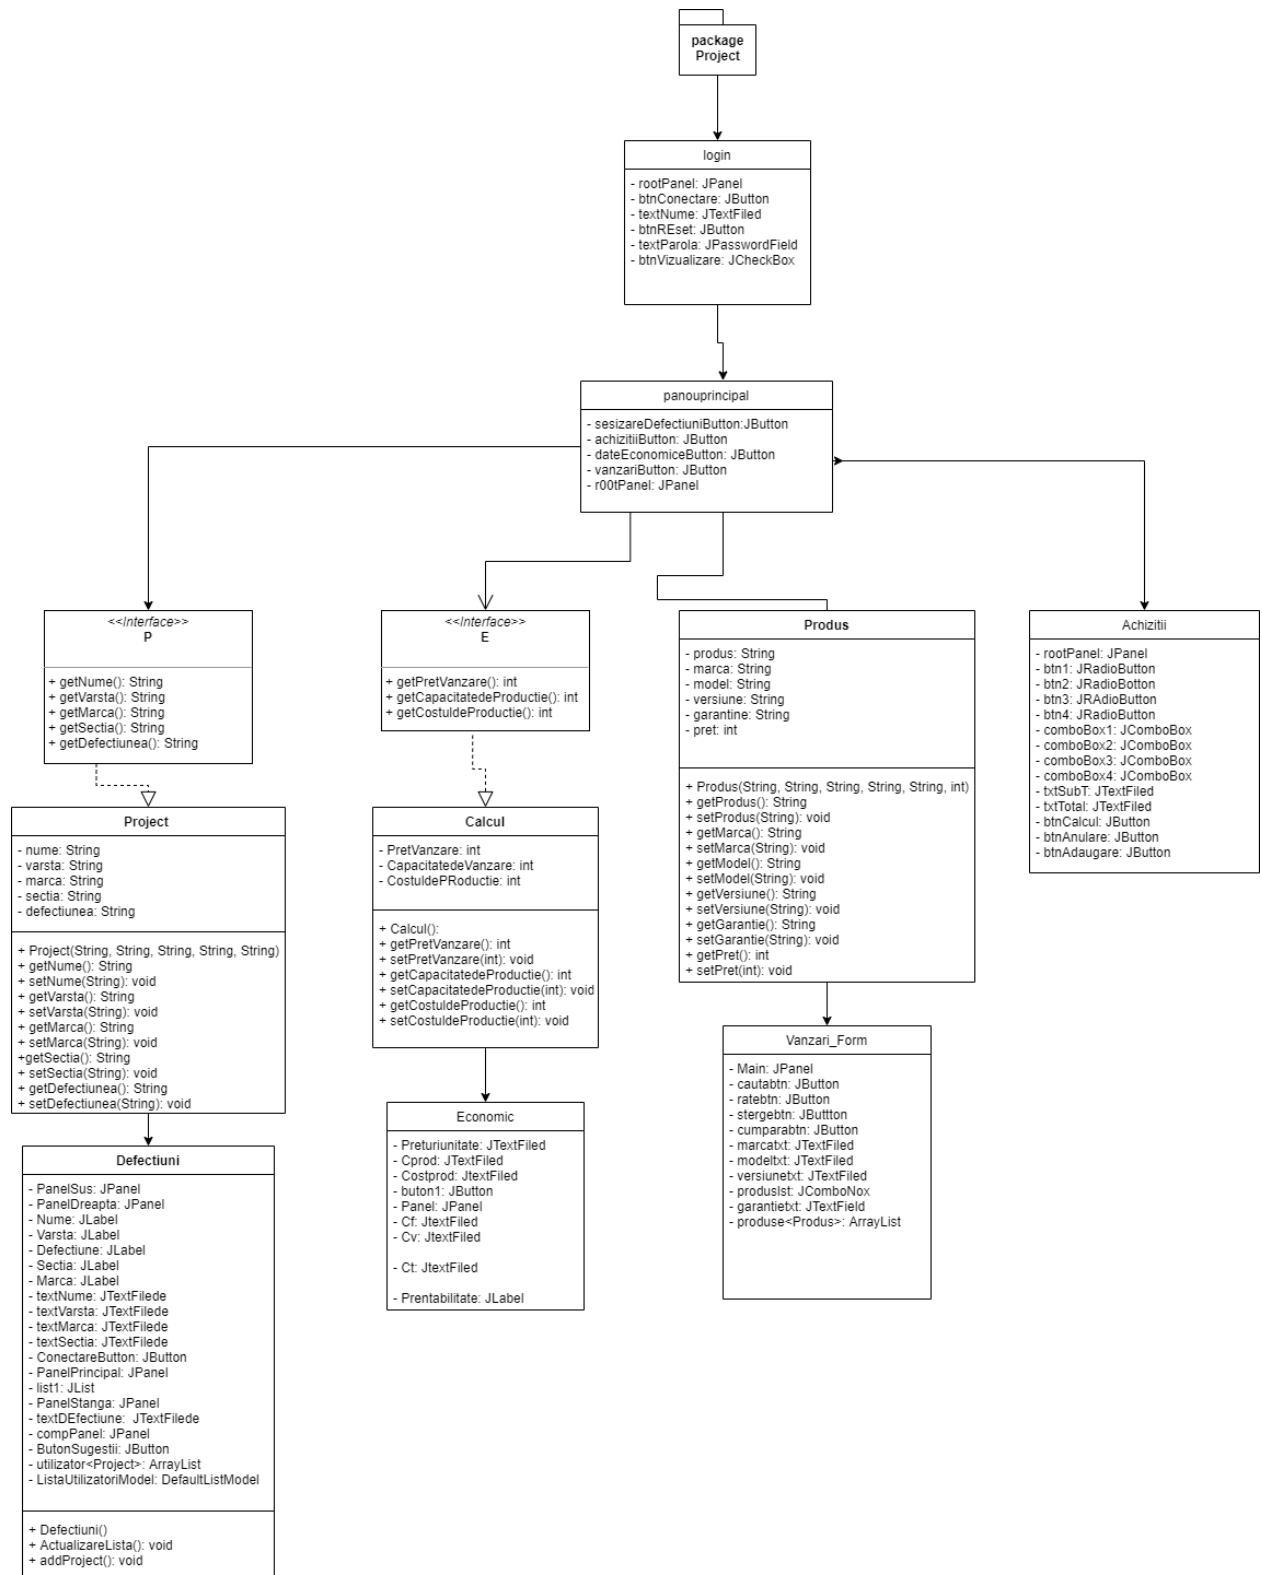 package
Project
login
- rootPanel: JPanel
- btnConectare: JButton
- textNume: JTextFiled
- btnREset: JButton
- textParola: JPasswordField
- btnVizualizare: JCheckBox
panouprincipal
- sesizareDefectiuniButton:JButton
- achizitiiButton: JButton
- dateEconomiceButton: JButton
- vanzariButton: JButton
- r00tPanel: JPanel
<<Interface>>
P
+ getNume(): String
+ getVarsta(): String
+ getMarca(): String
+ getSectia(): String
+ getDefectiunea(): String
<<Interface>>
E
+ getPretVanzare(): int
+ getCapacitatedeProductie(): int
+ getCostuldeProductie(): int
Produs
- produs: String
- marca: String
- model: String
- versiune: String
- garantine: String
- pret: int
+ Produs(String, String, String, String, String, int)
+ getProdus(): String
+ setProdus(String): void
+ getMarca(): String
+ setMarca(String): void
+ getModel(): String
+ setModel(String): void
+ getVersiune(): String
+ setVersiune(String): void
+ getGarantie(): String
+ setGarantie(String): void
+ getPret(): int
+ setPret(int): void
Achizitii
- rootPanel: JPanel
- btn1: JRadioButton
- btn2: JRadioBotton
- btn3: JRAdioButton
- btn4: JRadioButton
- comboBox1: JComboBox
- comboBox2: JComboBox
- comboBox3: JComboBox
- comboBox4: JComboBox
- txtSubT: JTextFiled
- txtTotal: JTextFiled
- btnCalcul: JButton
- btnAnulare: JButton
- btnAdaugare: JButton
Project
- nume: String
- varsta: String
- marca: String
- sectia: String
- defectiunea: String
+ Project(String, String, String, String, String)
+ getNume(): String
+ setNume(String): void
+ getVarsta(): String
+ setVarsta(String): void
+ getMarca(): String
+ setMarca(String): void
+getSectia(): String
+ setSectia(String): void
+ getDefectiunea(): String
+ setDefectiunea(String): void
Calcul
- PretVanzare: int
- CapacitatedeVanzare: int
- CostuldePRoductie: int
+ Calcul():
+ getPretVanzare(): int
+ setPretVanzare(int): void
+ getCapacitatedeProductie(): int
+ setCapacitatedeProductie(int): void
+ getCostuldeProductie(): int
+ setCostuldeProductie(int): void
Vanzari_Form
- Main: JPanel
- cautabtn: JButton
- ratebtn: JButton
- stergebtn: JButtton
- cumparabtn: JButton
- marcatxt: JTextFiled
- modeltxt: JTextFiled
- versiunetxt: JTextFiled
- produslst: JComboNox
- garantietxt: JTextField
- produse<Produs>: ArrayList
Economic
- Preturiunitate: JTextFiled
- Cprod: JTextFiled
- Costprod: JtextFiled
- buton1: JButton
- Panel: JPanel
- Cf: JtextFiled
- Cv: JtextFiled
- Ct: JtextFiled
- Prentabilitate: JLabel
Defectiuni
- PanelSus: JPanel
- PanelDreapta: JPanel
- Nume: JLabel
- Varsta: JLabel
- Defectiune: JLabel
- Sectia: JLabel
- Marca: JLabel
- textNume: JTextFilede
- textVarsta: JTextFilede
- textMarca: JTextFilede
- textSectia: JTextFilede
- ConectareButton: JButton
- PanelPrincipal: JPanel
- list1: JList
- PanelStanga: JPanel
- textDEfectiune:  JTextFilede
- compPanel: JPanel
- ButonSugestii: JButton
- utilizator<Project>: ArrayList
- ListaUtilizatoriModel: DefaultListModel
+ Defectiuni()
+ ActualizareLista(): void
+ addProject(): void